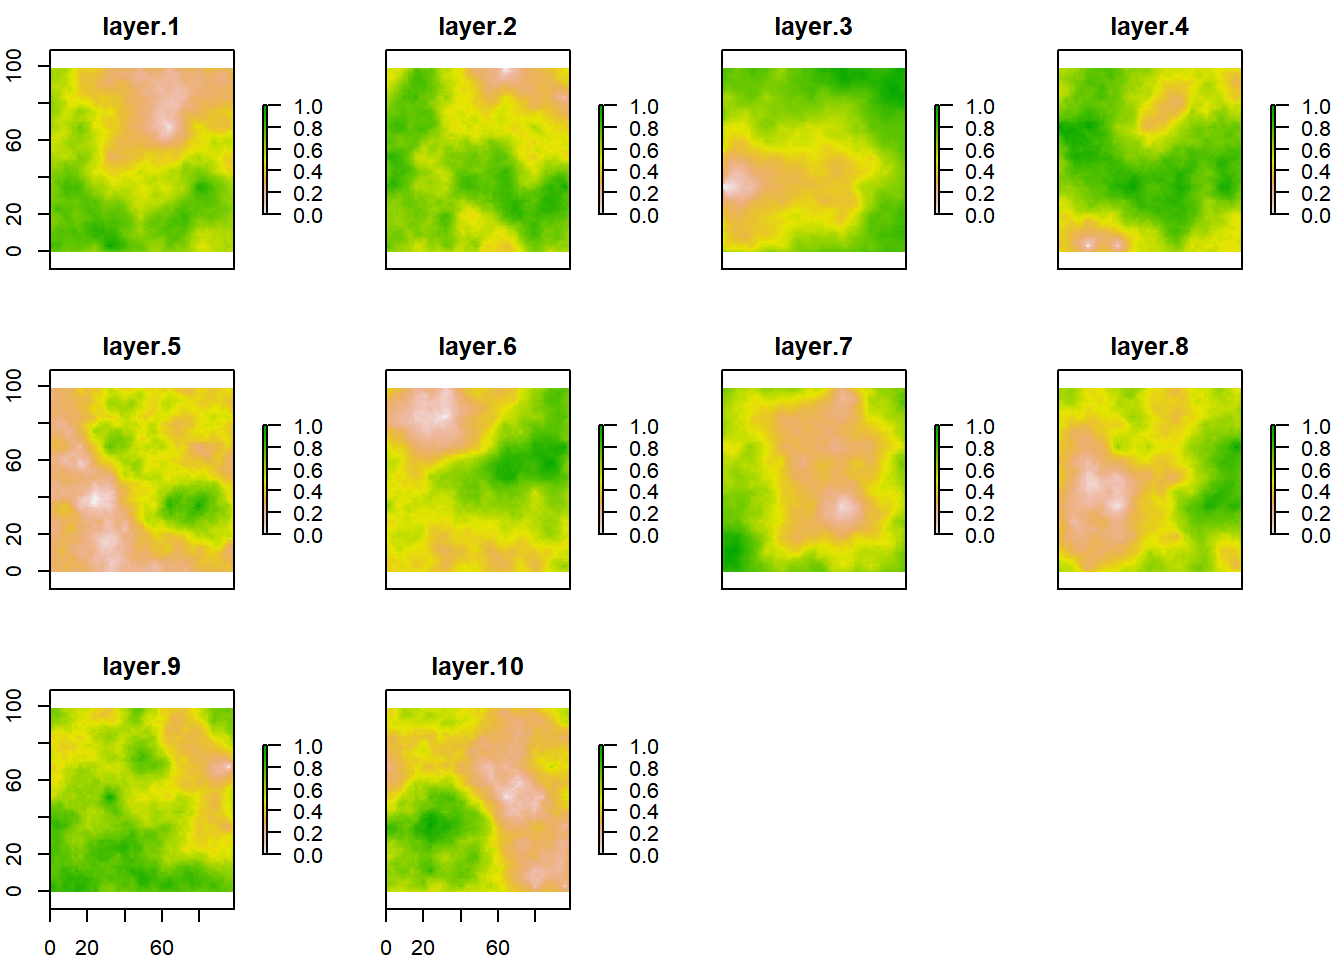 layer.1 layer.2 layer.3 layer.4
100
60
20
0
1.0 1.0 1.0 1.0
0.8 0.8 0.8 0.8
0.6 0.6 0.6 0.6
0.4 0.4 0.4 0.4
0.2 0.2 0.2 0.2
0.0 0.0 0.0 0.0
layer.5 layer.6 layer.7 layer.8
100
60
20
0
1.0 1.0 1.0 1.0
0.8 0.8 0.8 0.8
0.6 0.6 0.6 0.6
0.4 0.4 0.4 0.4
0.2 0.2 0.2 0.2
0.0 0.0 0.0 0.0
layer.9 layer.10
100
60
20
0
1.0 1.0
0.8 0.8
0.6 0.6
0.4 0.4
0.2 0.2
0.0 0.0
0 20 60 0 20 60